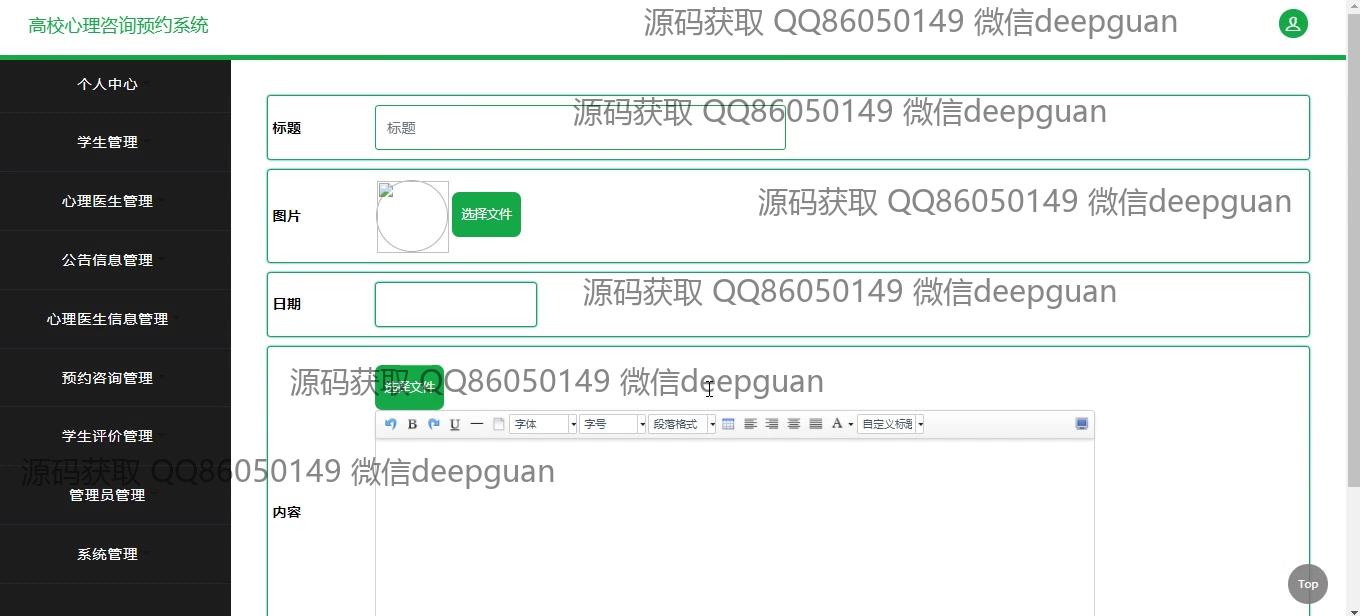 高校心理咨询预约系统
源码获取 QQ86050149 微信deepguan
个人中心
学生管理
心理医生管理
公告信息管理
心理医生信息管理
预约咨询管理
学生评价管理
管理员管理
系统管理
标题
标题
源码获取 QQ86050149 微信deepguan
图片
选择文件
源码获取 QQ86050149 微信deepguan
日期
源码获取 QQ86050149 微信deepguan
选择文件
源码获取 QQ86050149 微信deepguan
B U 字体 字号 段落格式 A 自定义标题
源码获取 QQ86050149 微信deepguan
内容
Top